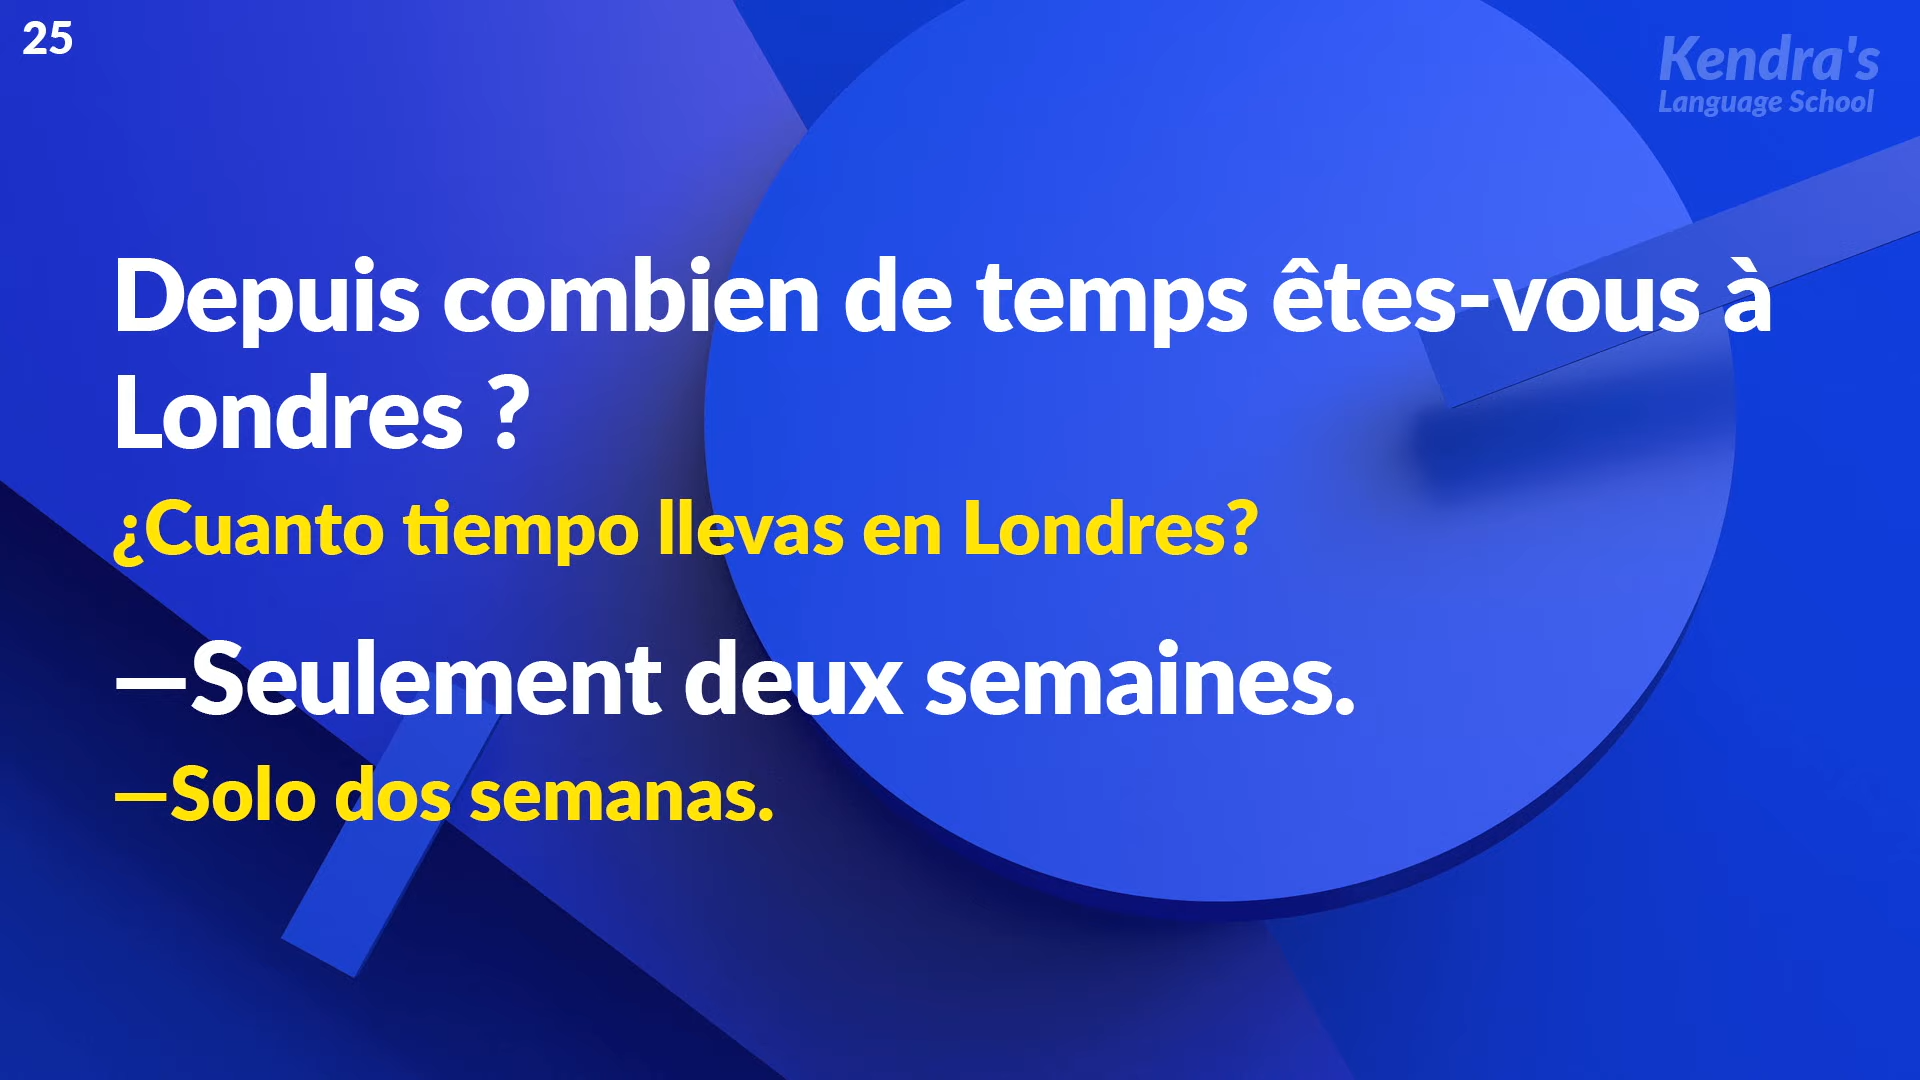 25
Kendra's
Language School
Depuis combien de temps êtes-vous à
Londres ?
¿Cuanto tiempo llevas en Londres?
—Seulement deux semaines.
—Solo dos semanas.